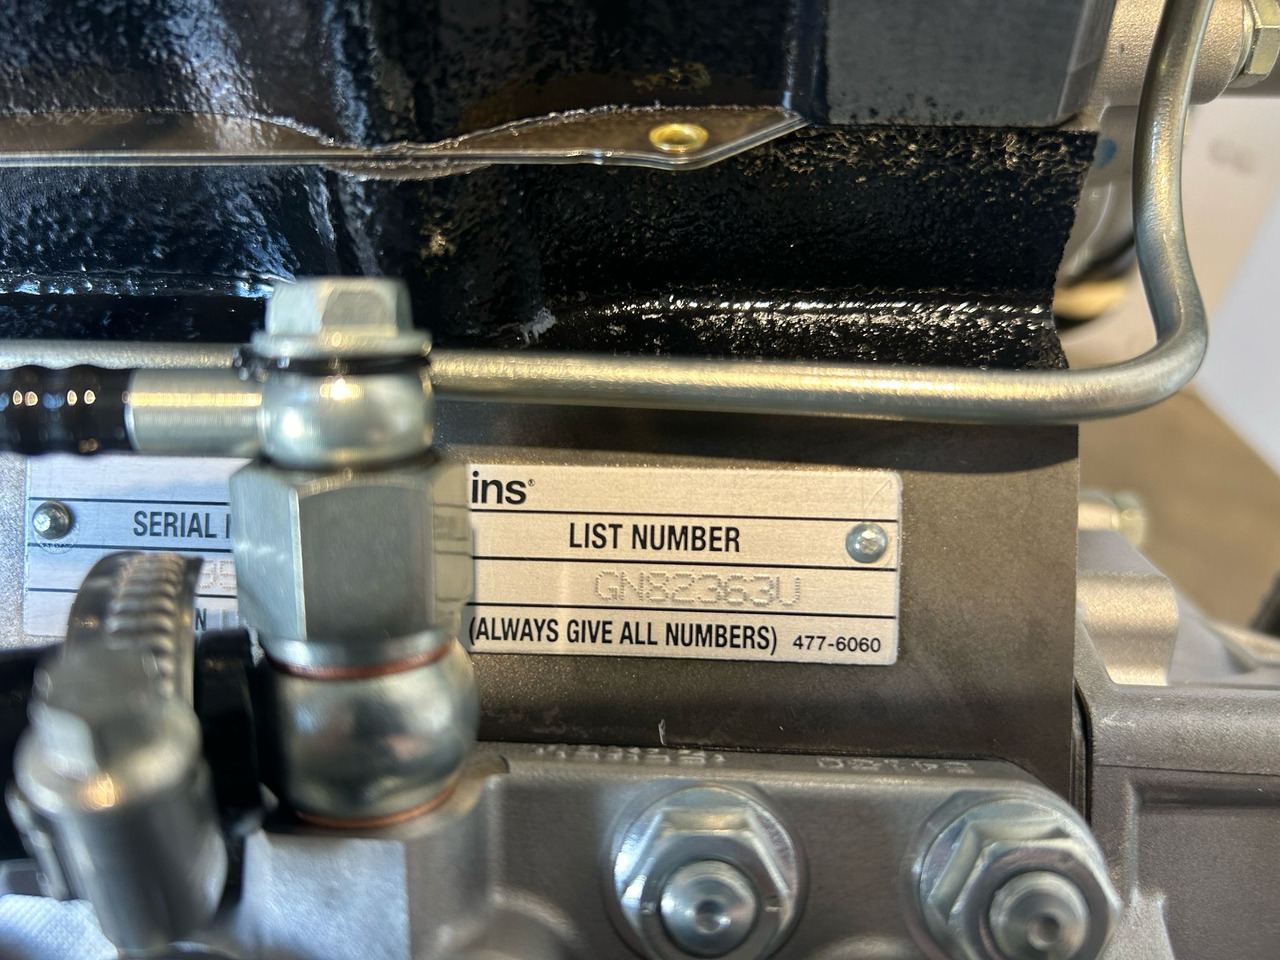 ins
SERIAL
LIST NUMBER
GN82363U
N
(ALWAYS GIVE ALL NUMBERS) 477-6060